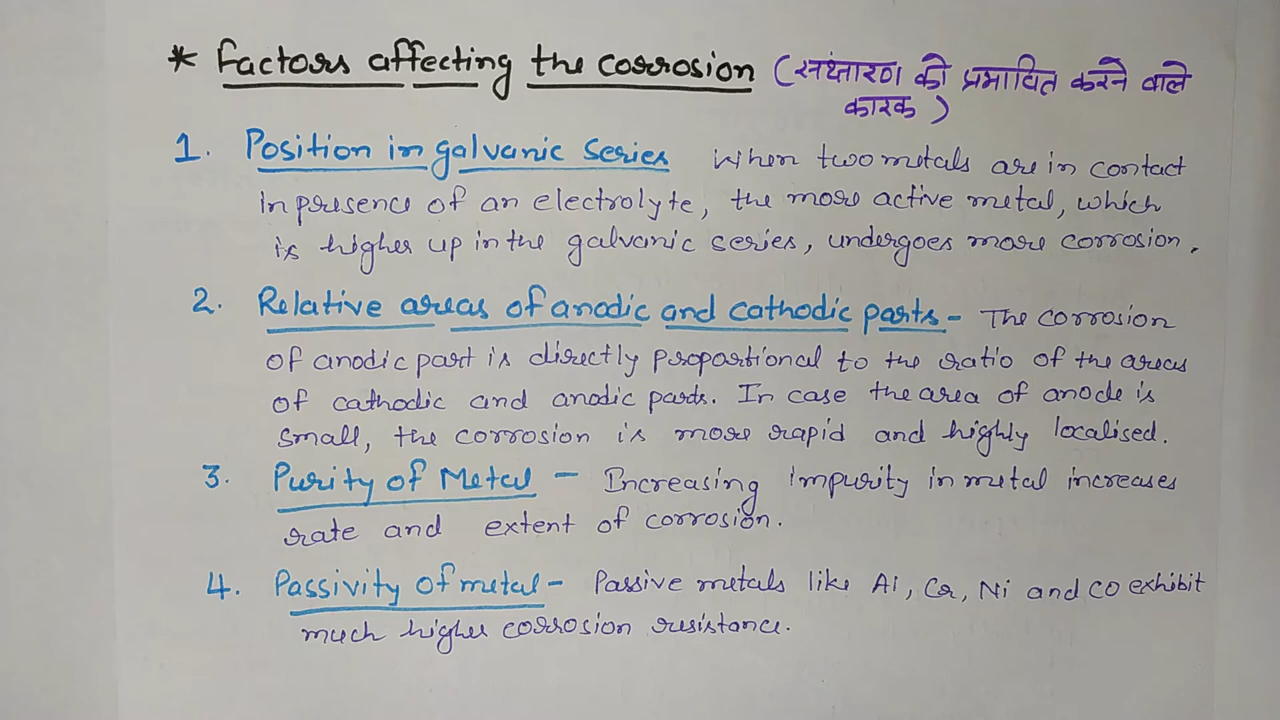 * Factors affecting the corrosion (संक्षारण को प्रभावित करने वाले
कारक)
1. Position in galvanic series When two metals are in contact
in presence of an electrolyte, the more active metal, which
is higher up in the galvanic series, undergoes more corrosion.
2. Relative areas of anodic and cathodic parts - The corrosion
of anodic part is directly proportional to the ratio of the areas
of cathodic and anodic parts. In case the area of anode is
small, the corrosion is more rapid and highly localised.
3. Purity of Metal - Increasing impurity in metal increases
rate and extent of corrosion.
4. Passivity of metal - Passive metals like Al, Cr, Ni and CO exhibit
much higher corrosion resistance.